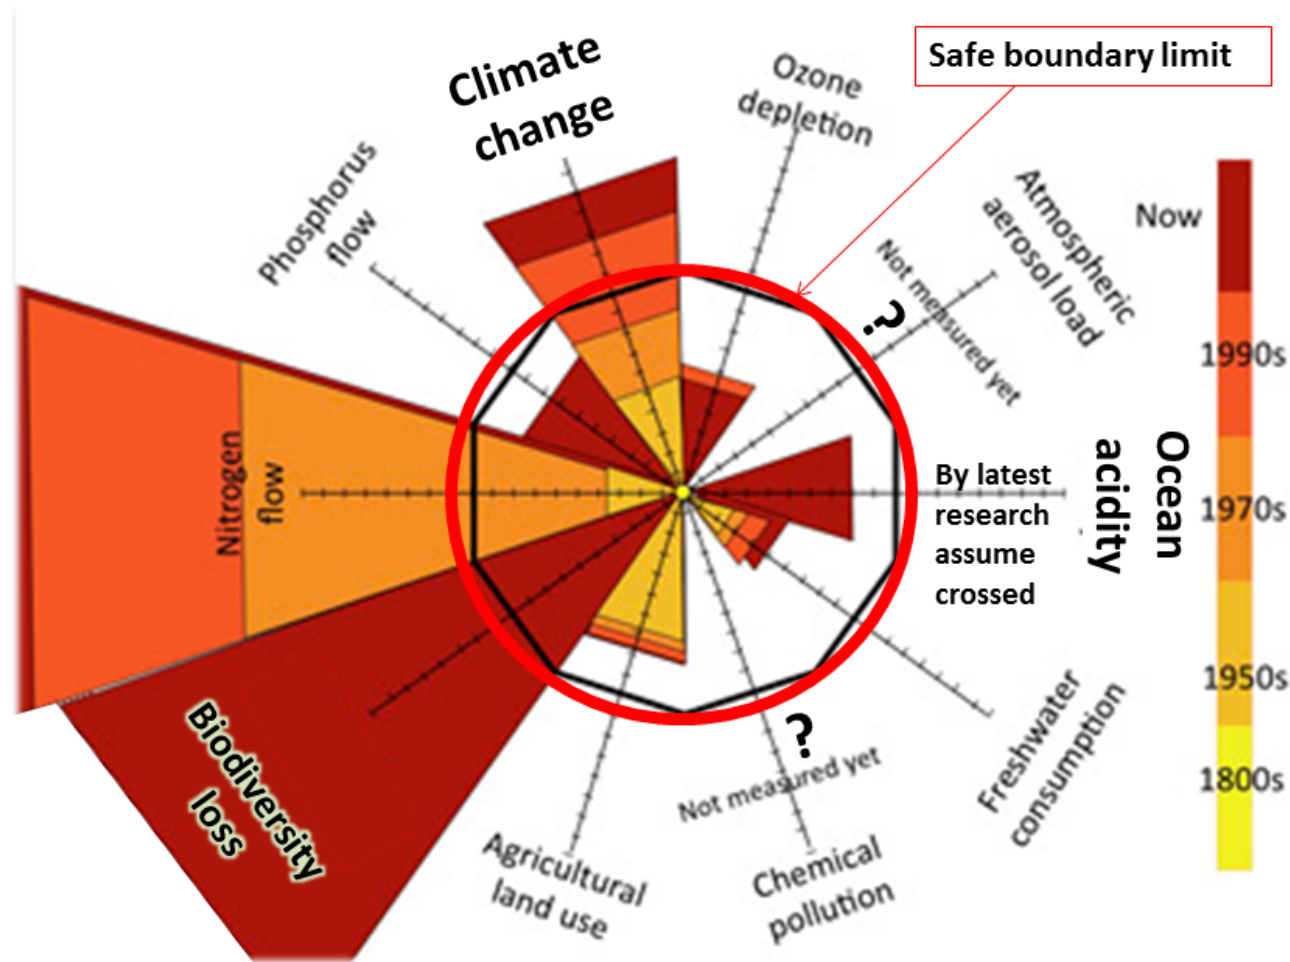 Climate
change
Ozone
depletion
Safe boundary limit
Phosphorus
flow
Atmospheric
aerosol load
Not measured yet
?
Now
1990s
1970s
1950s
1800s
Nitrogen
flow
By latest
research
assume
crossed
Ocean
acidity
Biodiversity
loss
Freshwater
consumption
?
Not measured yet
Agricultural
land use
Chemical
pollution